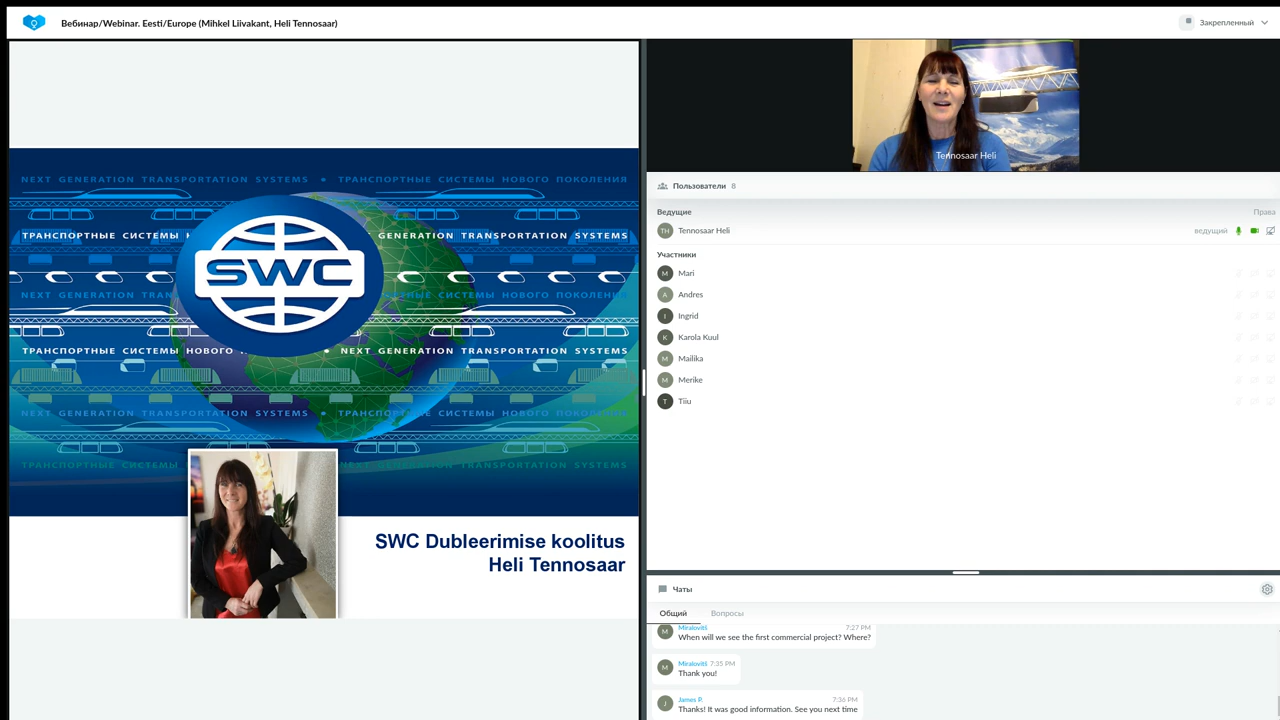 Вебинар/Webinar. Eesti/Europe (Mihkel Liivakant, Heli Tennosaar)
Закрепленный
NEXT GENERATION TRANSPORTATION SYSTEMS • ТРАНСПОРТНЫЕ СИСТЕМЫ НОВОГО ПОКОЛЕНИЯ
ТРАНСПОРТНЫЕ СИСТЕМЫ GENERATION TRANSPORTATION SYSTEMS
SWC
NEXT GENERATION СИСТЕМЫ НОВОГО ПОКОЛЕНИЯ
ТРАНСПОРТНЫЕ СИСТЕМЫ НОВОГО • NEXT GENERATION TRANSPORTATION SYSTEMS
NEXT GENERATION TRANSPORTATION SYSTEMS • ТРАНСПОРТНЫЕ СИСТЕМЫ НОВОГО ПОКОЛЕНИЯ
ТРАНСПОРТНЫЕ СИСТЕМЫ NEXT GENERATION TRANSPORTATION SYSTEMS
SWC Dubleerimise koolitus
Heli Tennosaar
Tennosaar Heli
Пользователи 8
Ведущие Права
TH Tennosaar Heli ведущий
Участники
M Mari
A Andres
I Ingrid
K Karola Kuul
M Mailika
M Merike
T Tiiu
Чаты
Общий Вопросы
Miralovitš 7:27 PM
M When will we see the first commercial project? Where?
Miralovitš 7:35 PM
M Thank you!
James P. 7:36 PM
J Thanks! It was good information. See you next time